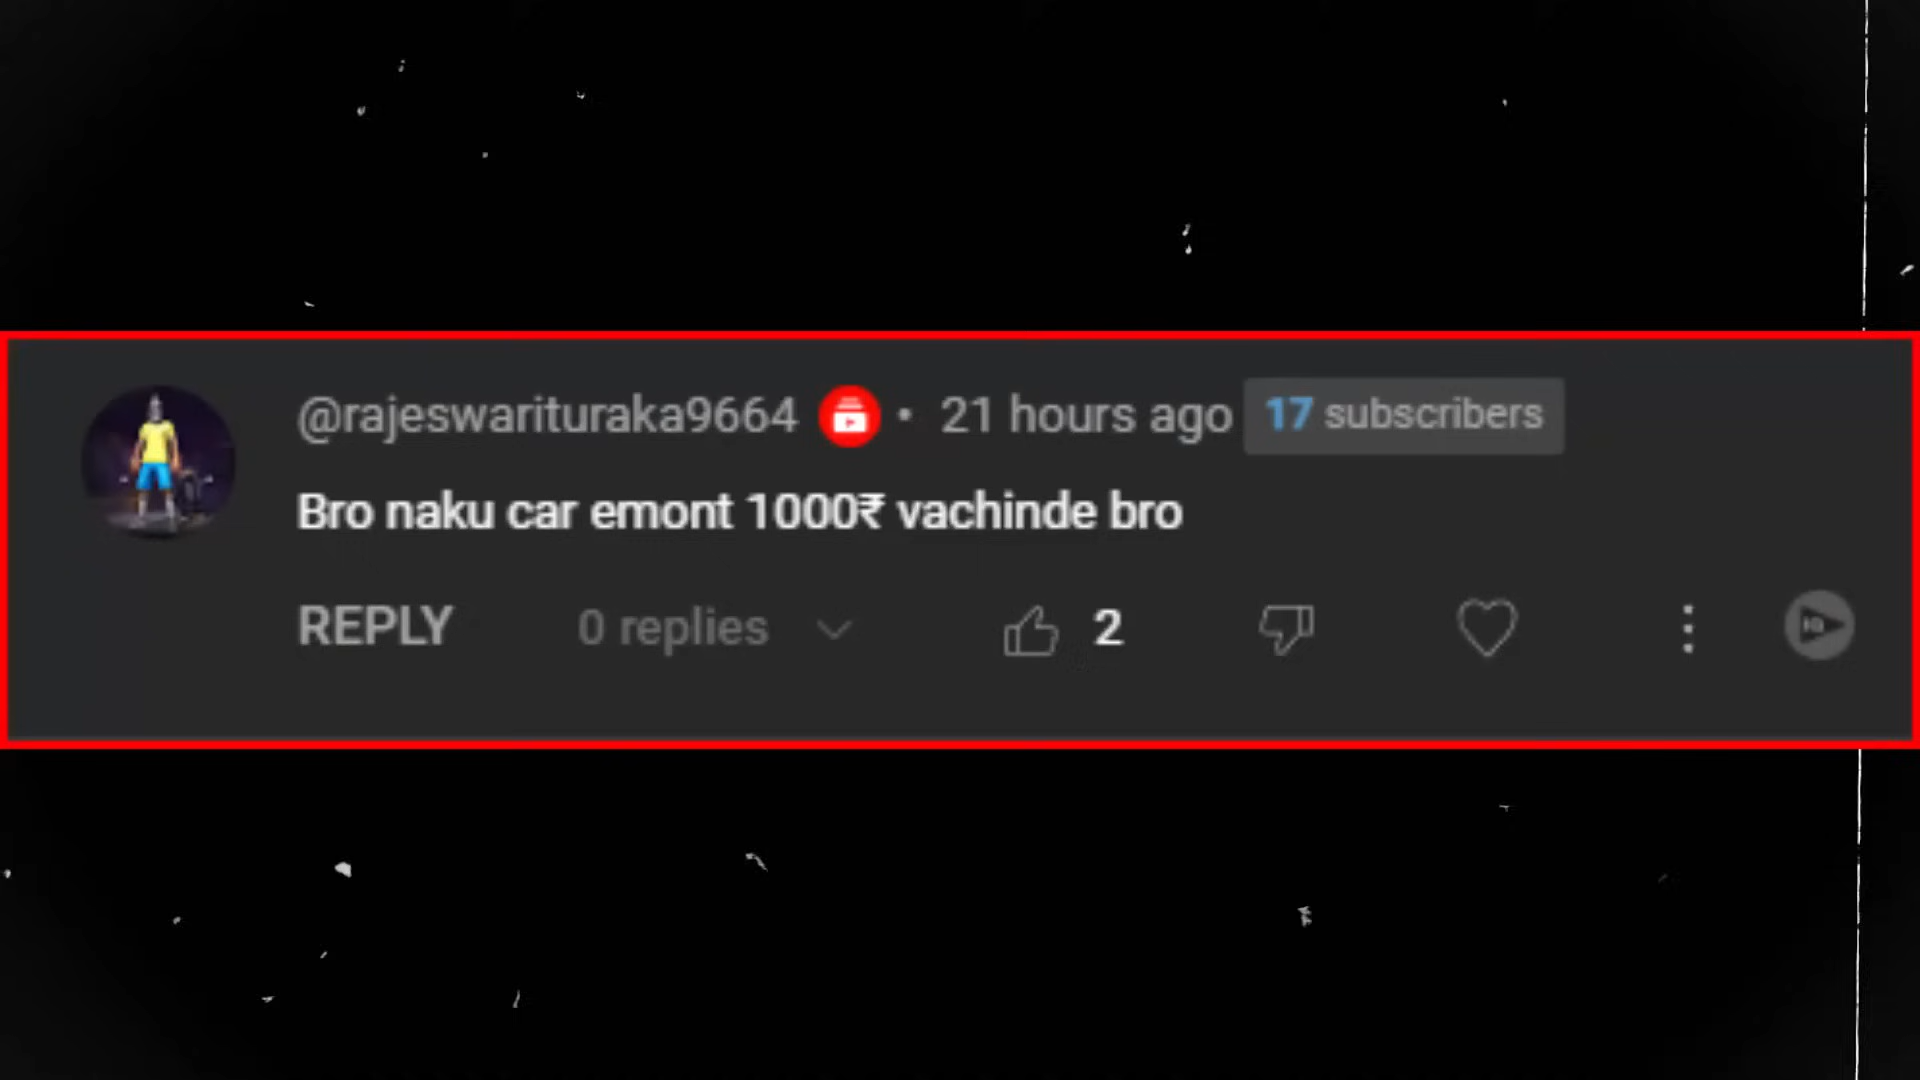 @rajeswarituraka9664 • 21 hours ago 17 subscribers
Bro naku car emont 1000₹ vachinde bro
REPLY 0 replies 2